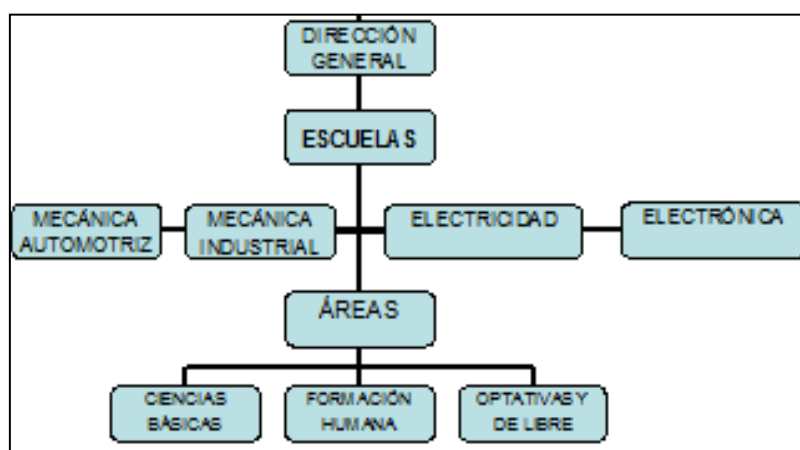 DIRECCIÓN
GENERAL
ESCUELAS
MECÁNICA
AUTOMOTRIZ
MECÁNICA
INDUSTRIAL
ELECTRICIDAD
ELECTRÓNICA
ÁREAS
CIENCIAS
BÁSICAS
FORMACIÓN
HUMANA
OPTATIVAS Y
DE LIBRE